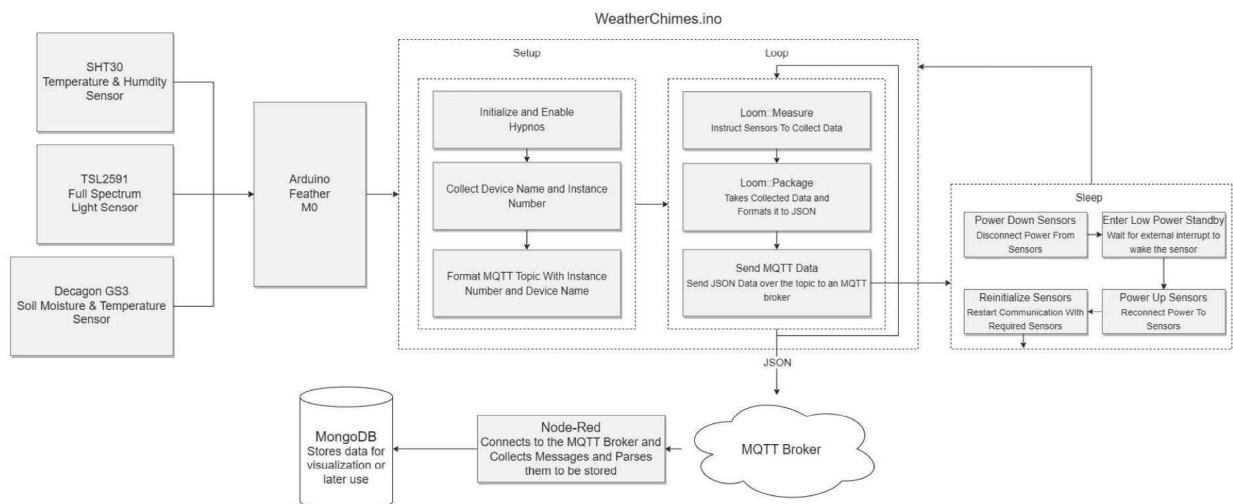 WeatherChimes.ino
SHT30
Temperature & Humidity
Sensor
TSL2591
Full Spectrum
Light Sensor
Decagon GS3
Soil Moisture & Temperature
Sensor
Arduino
Feather
M0
Setup
Initialize and Enable
Hypnos
Collect Device Name and Instance
Number
Format MQTT Topic With Instance
Number and Device Name
Loop
Loom::Measure
Instruct Sensors To Collect Data
Loom::Package
Takes Collected Data and
Formats it to JSON
Send MQTT Data
Send JSON Data over the topic to an MQTT
broker
Sleep
Power Down Sensors
Disconnect Power From
Sensors
Enter Low Power Standby
Wait for external interrupt to
wake the sensor
Reinitialize Sensors
Restart Communication With
Required Sensors
Power Up Sensors
Reconnect Power To
Sensors
JSON
MQTT Broker
Node-Red
Connects to the MQTT Broker and
Collects Messages and Parses
them to be stored
MongoDB
Stores data for
visualization or
later use